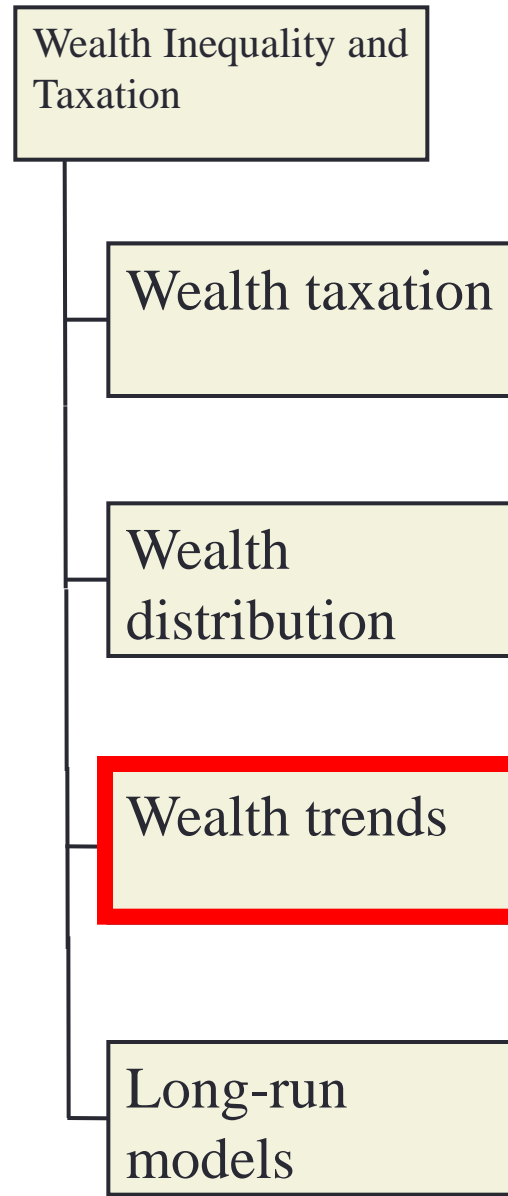 Wealth Inequality and
Taxation
Wealth taxation
Wealth
distribution
Wealth trends
Long-run
models